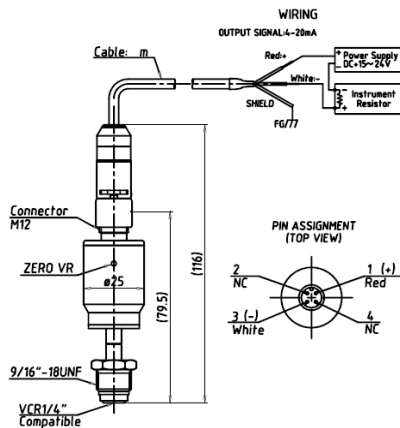 WIRING
OUTPUT SIGNAL:4-20mA
Cable: m
Red:+
+ Power Supply
- DC+15~24V
White:-
SHIELD
FG/77
- Instrument
+ Resistor
Connector
M12
ZERO VR
ø25
(79.5)
(116)
PIN ASSIGNMENT
(TOP VIEW)
2
NC
1 (+)
Red
3 (-)
White
4
NC
9/16"-18UNF
VCR1/4"
Compatible